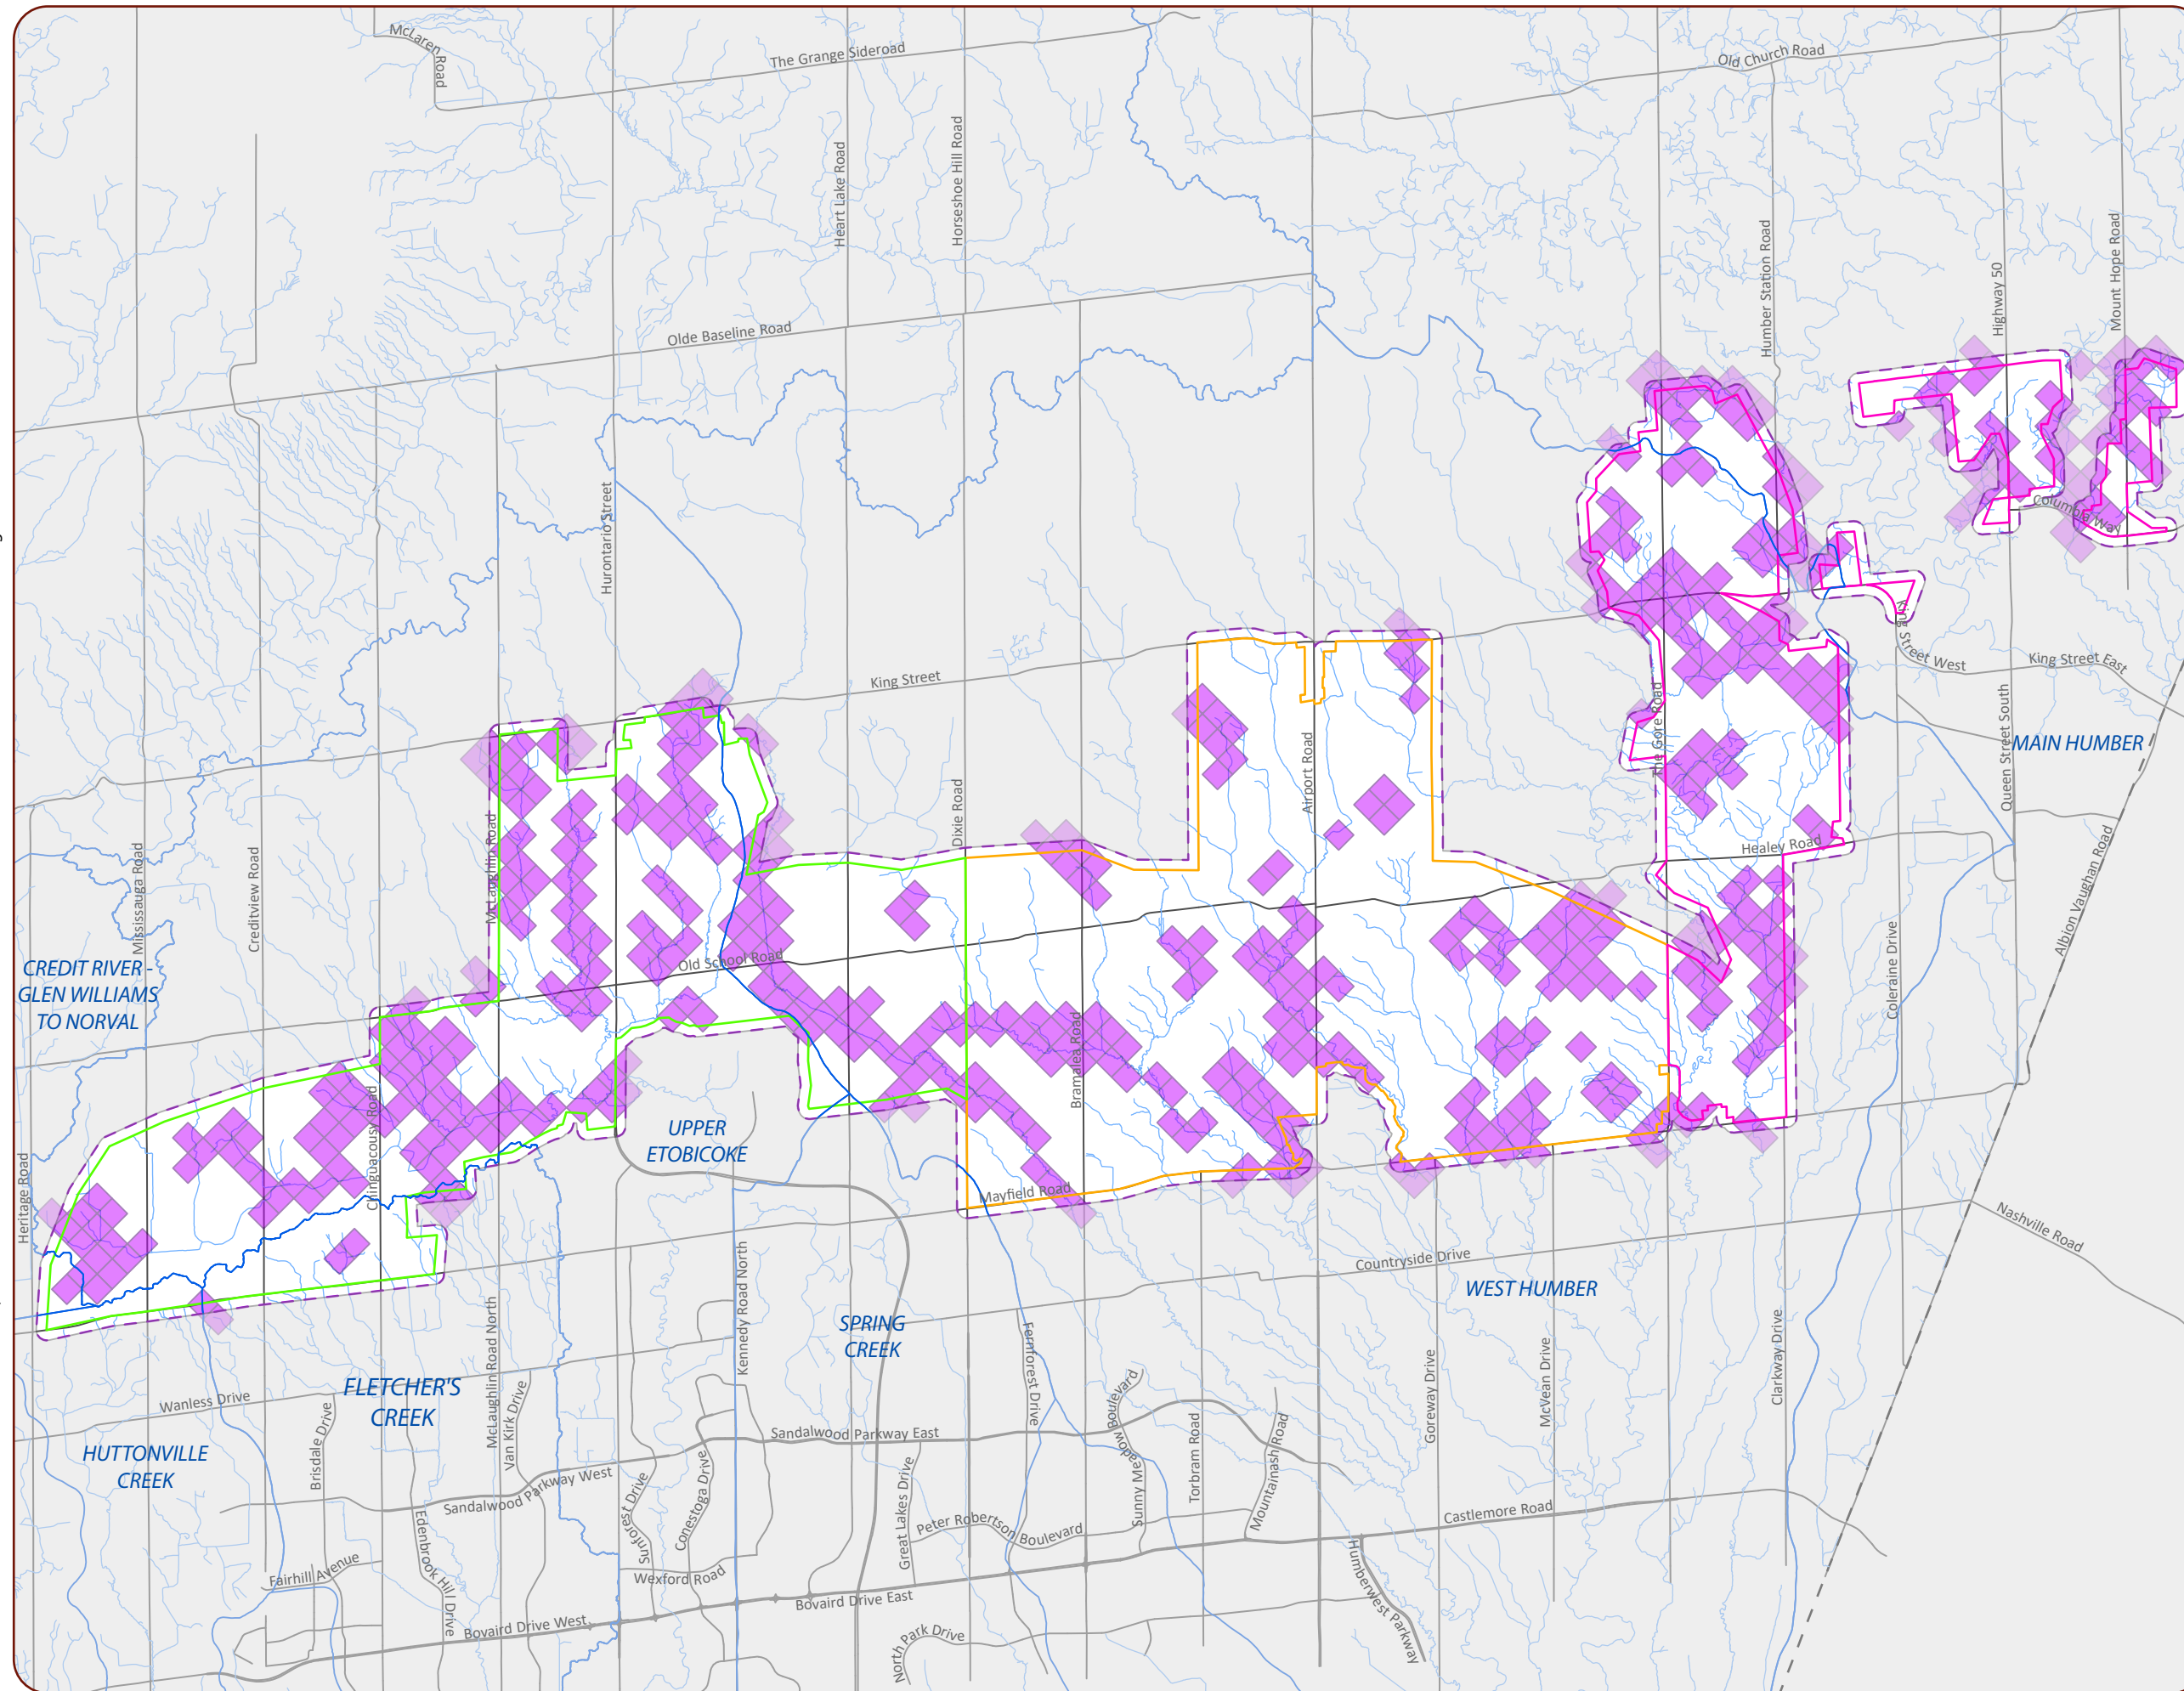 McLaren Road
The Grange Sideroad
Old Church Road
Heart Lake Road
Horseshoe Hill Road
Humber Station Road
Highway 50
Mount Hope Road
Olde Baseline Road
Hurontario Street
Columbia Way
King Street
King Street West
King Street East
The Gore Road
Queen Street South
MAIN HUMBER
Airport Road
Dixie Road
McLaughlin Road
Mississauga Road
Creditview Road
Healey Road
Albion Vaughan Road
Coleraine Drive
CREDIT RIVER -
GLEN WILLIAMS
TO NORVAL
Old School Road
Bramalea Road
Chinguacousy Road
Heritage Road
UPPER
ETOBICOKE
Mayfield Road
Nashville Road
Countryside Drive
WEST HUMBER
Kennedy Road North
SPRING
CREEK
Fernforest Drive
McLaughlin Road North
Van Kirk Drive
Wanless Drive
FLETCHER'S
CREEK
Brisdale Drive
HUTTONVILLE
CREEK
Goreway Drive
McVean Drive
Clarkway Drive
Sandalwood Parkway East
Sandalwood Parkway West
Sunny Meadow Boulevard
Torbram Road
Mountainash Road
Sunforest Drive
Conestoga Drive
Great Lakes Drive
Peter Robertson Boulevard
Castlemore Road
Edenbrook Hill Drive
Fairhill Avenue
Wexford Road
Humberwest Parkway
Bovaird Drive East
Bovaird Drive West
North Park Drive